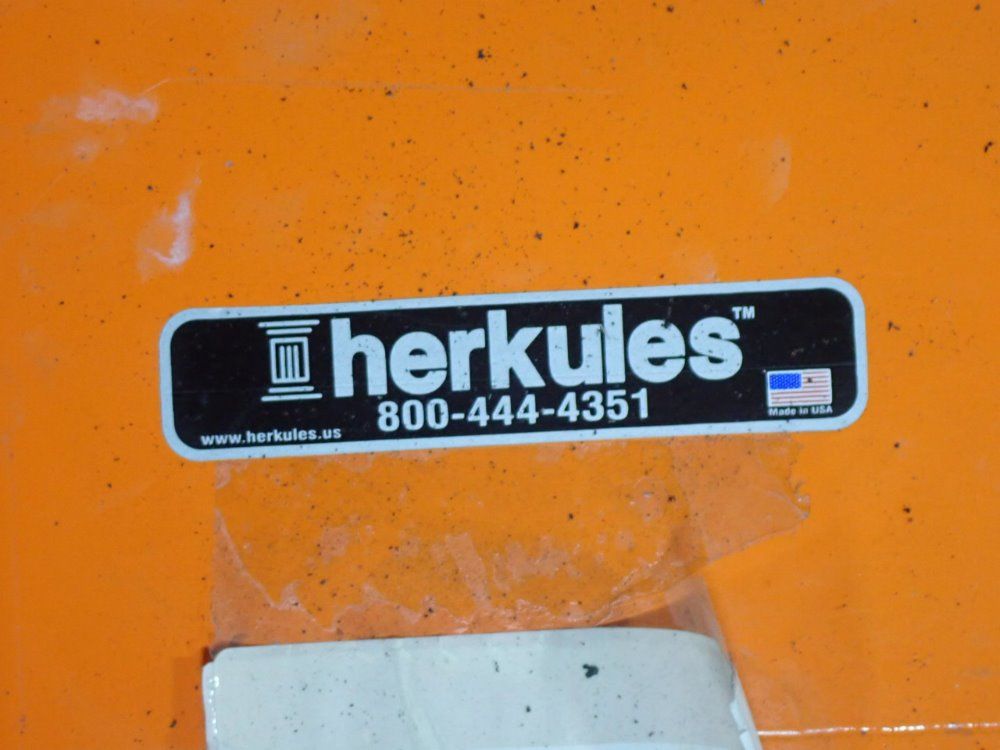 herkules™
800-444-4351
www.herkules.us
Made in USA